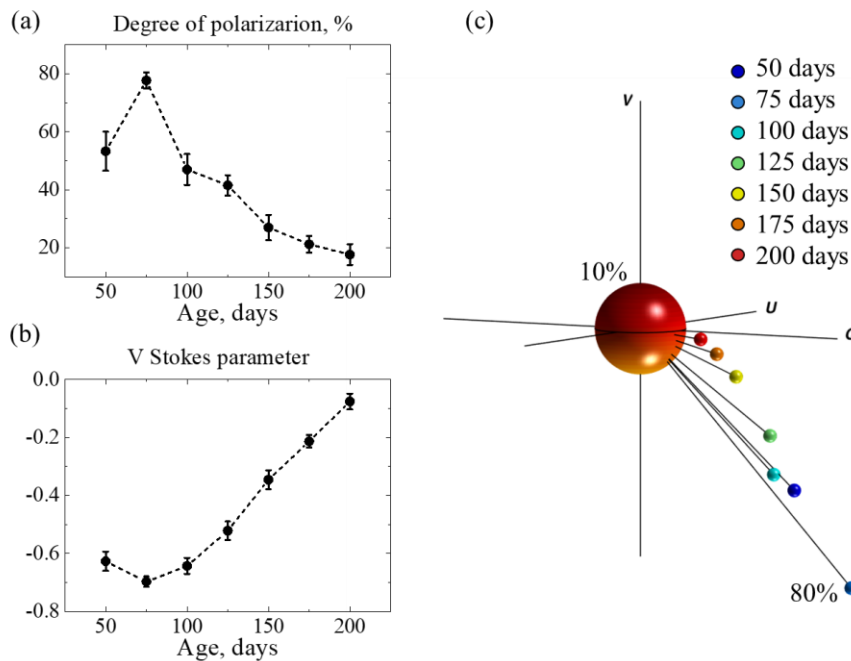 (a)
Degree of polarizarion, %
80
60
40
20
50 100 150 200
Age, days
(b)
V Stokes parameter
0.0
-0.2
-0.4
-0.6
-0.8
50 100 150 200
Age, days
(c)
50 days
75 days
100 days
125 days
150 days
175 days
200 days
V
10%
U
80%